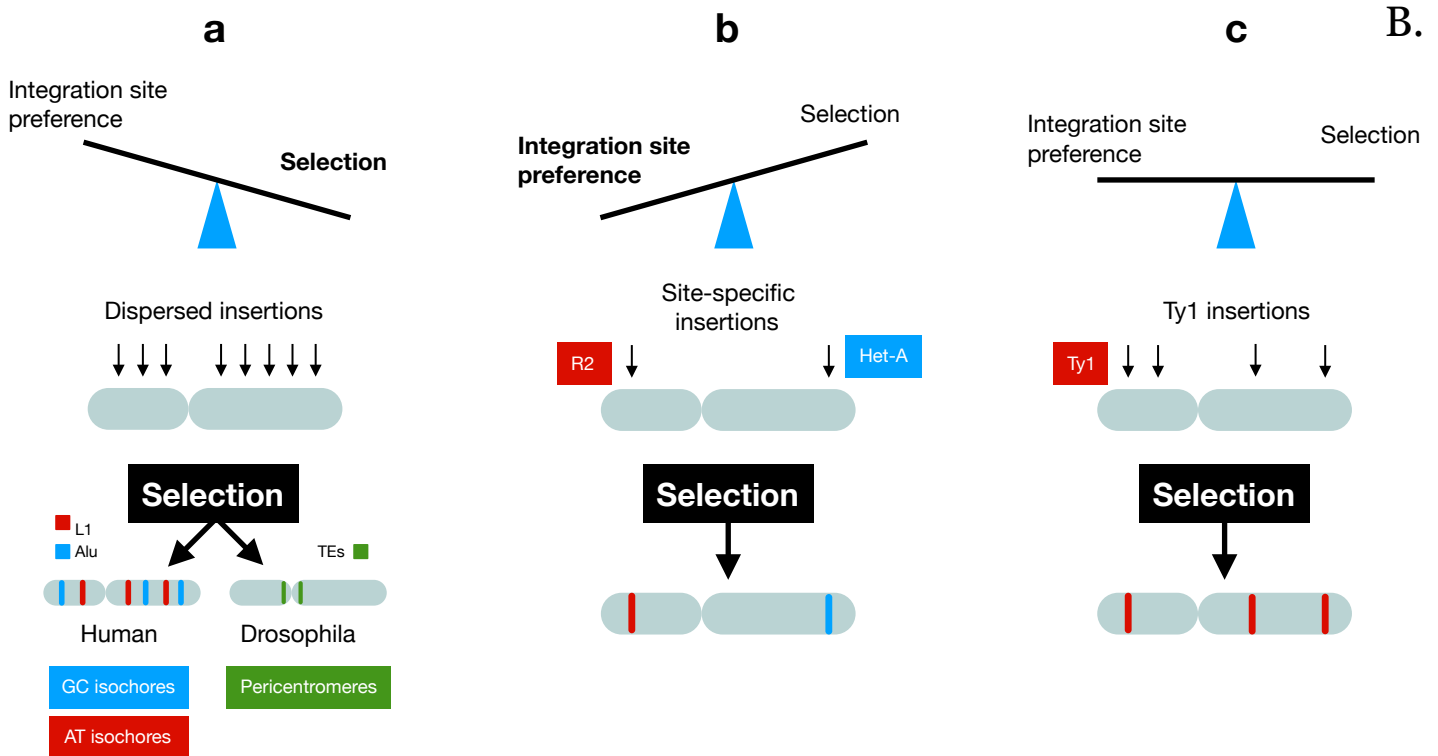 a
b
c
B.
Integration site
preference
Selection
Selection
Integration site
preference
Integration site
preference
Selection
Dispersed insertions
Site-specific
insertions
R2
Het-A
Ty1 insertions
Ty1
Selection
L1
Alu
TEs
Human
Drosophila
GC isochores
Pericentromeres
AT isochores
Selection
Selection